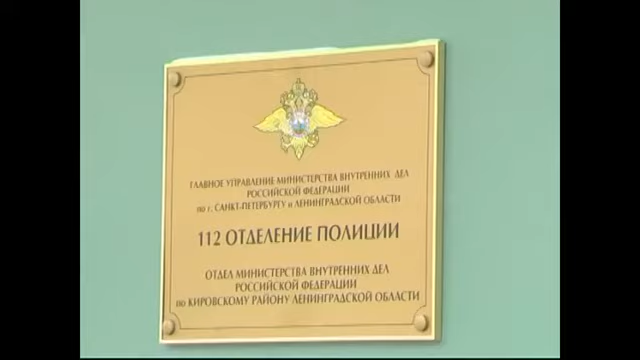 ГЛАВНОЕ УПРАВЛЕНИЕ МИНИСТЕРСТВА ВНУТРЕННИХ ДЕЛ
РОССИЙСКОЙ ФЕДЕРАЦИИ
по г. САНКТ-ПЕТЕРБУРГУ и ЛЕНИНГРАДСКОЙ ОБЛАСТИ
112 ОТДЕЛЕНИЕ ПОЛИЦИИ
ОТДЕЛ МИНИСТЕРСТВА ВНУТРЕННИХ ДЕЛ
РОССИЙСКОЙ ФЕДЕРАЦИИ
по КИРОВСКОМУ РАЙОНУ ЛЕНИНГРАДСКОЙ ОБЛАСТИ